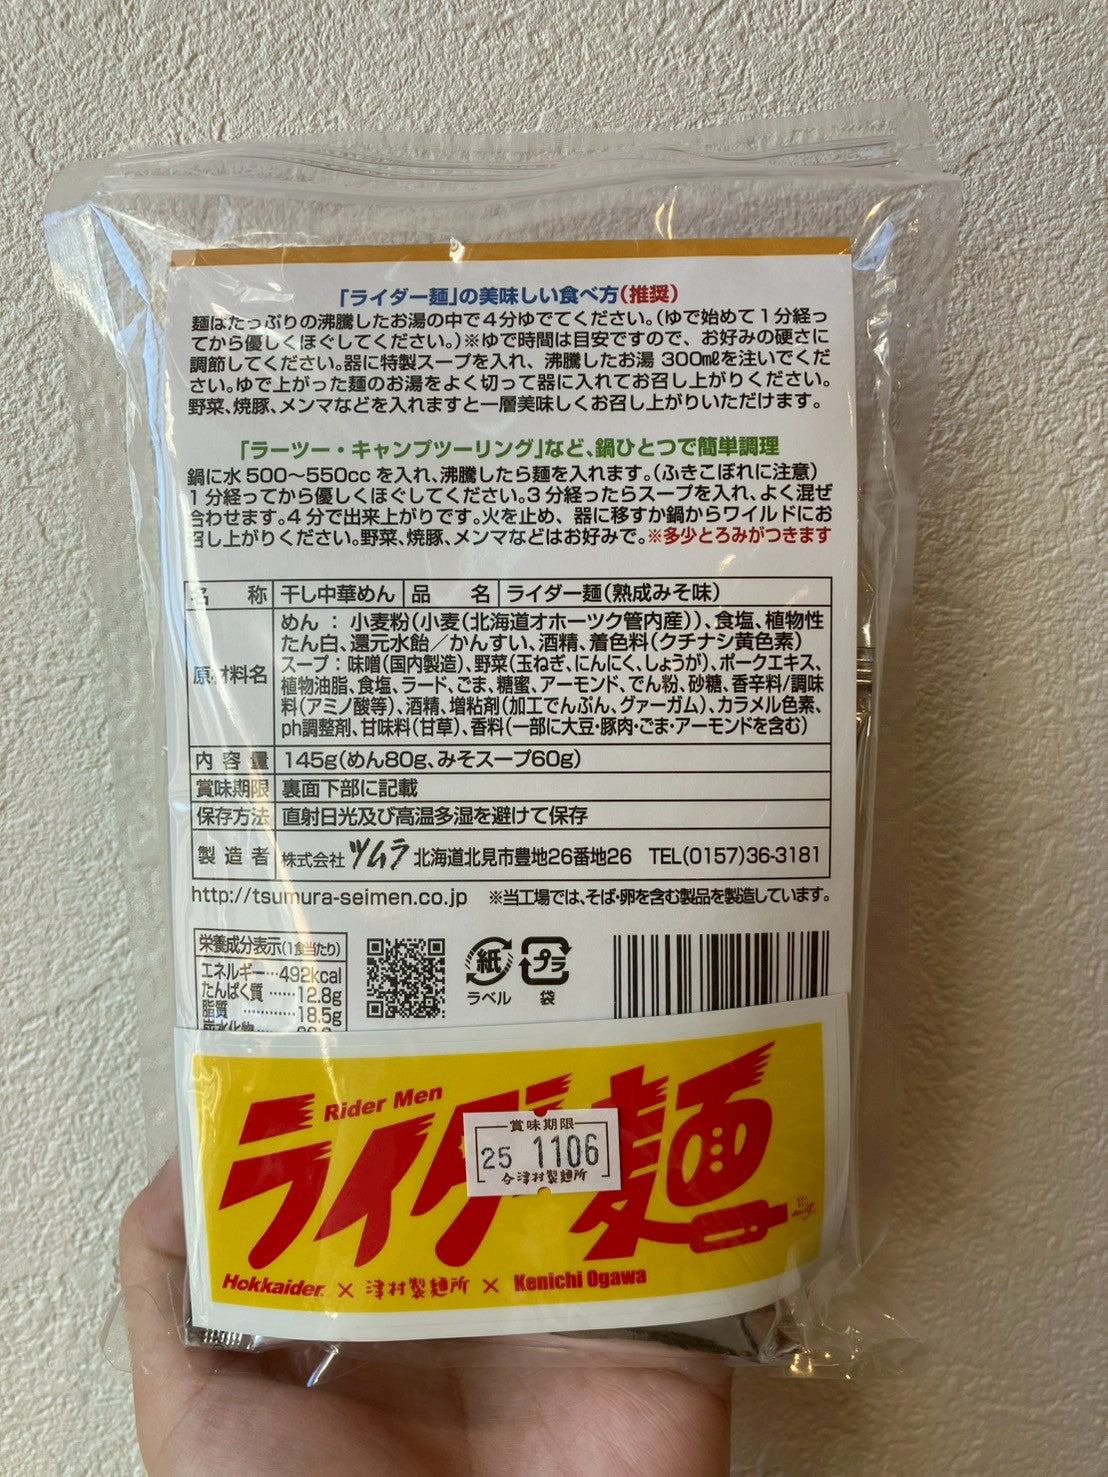 「ライダー麺」の美味しい食べ方(推奨)
麺はたっぷりの沸騰したお湯の中で4分ゆでてください。(ゆで始めて1分経っ
てから優しくほぐしてください。)※ゆで時間は目安ですので、お好みの硬さに
調節してください。器に特製スープを入れ、沸騰したお湯 300mlを注いでくだ
さい。ゆで上がった麺のお湯をよく切って器に入れてお召し上がりください。
野菜、焼豚、メンマなどを入れますと一層美味しくお召し上がりいただけます。
「ラーツー・キャンプツーリング」など、鍋ひとつで簡単調理
鍋に水 500〜550cc を入れ、沸騰したら麺を入れます。(ふきこぼれに注意)
1分経ってから優しくほぐしてください。3分経ったらスープを入れ、よく混ぜ
合わせます。4分で出来上がりです。火を止め、器に移すか鍋からワイルドにお
召し上がりください。野菜、焼豚、メンマなどはお好みで。※多少とろみがつきます
名称 干し中華めん 品名 ライダー麺(熟成みそ味)
原材料名 めん：小麦粉(小麦(北海道オホーツク管内産))、食塩、植物性
たん白、還元水飴／かんすい、酒精、着色料(クチナシ黄色素)
スープ：味噌(国内製造)、野菜(玉ねぎ、にんにく、しょうが)、ポークエキス、
植物油脂、食塩、ラード、ごま、糖蜜、アーモンド、でん粉、砂糖、香辛料/調味
料(アミノ酸等)、酒精、増粘剤(加工でんぷん、グァーガム)、カラメル色素、
ph調整剤、甘味料(甘草)、香料(一部に大豆・豚肉・ごま・アーモンドを含む)
内容量 145g(めん80g、みそスープ60g)
賞味期限 裏面下部に記載
保存方法 直射日光及び高温多湿を避けて保存
製造者 株式会社 ツムラ 北海道北見市豊地26番地26 TEL(0157)36-3181
http://tsumura-seimen.co.jp ※当工場では、そば・卵を含む製品を製造しています。
栄養成分表示(1食当たり)
エネルギー…492kcal
たんぱく質……12.8g
脂質…………18.5g
炭水化物
紙
ラベル
プラ
袋
Rider Men
ライダー麺
賞味期限
25 1106
津村製麺所
Hokkaider × 津村製麺所 × Kenichi Ogawa